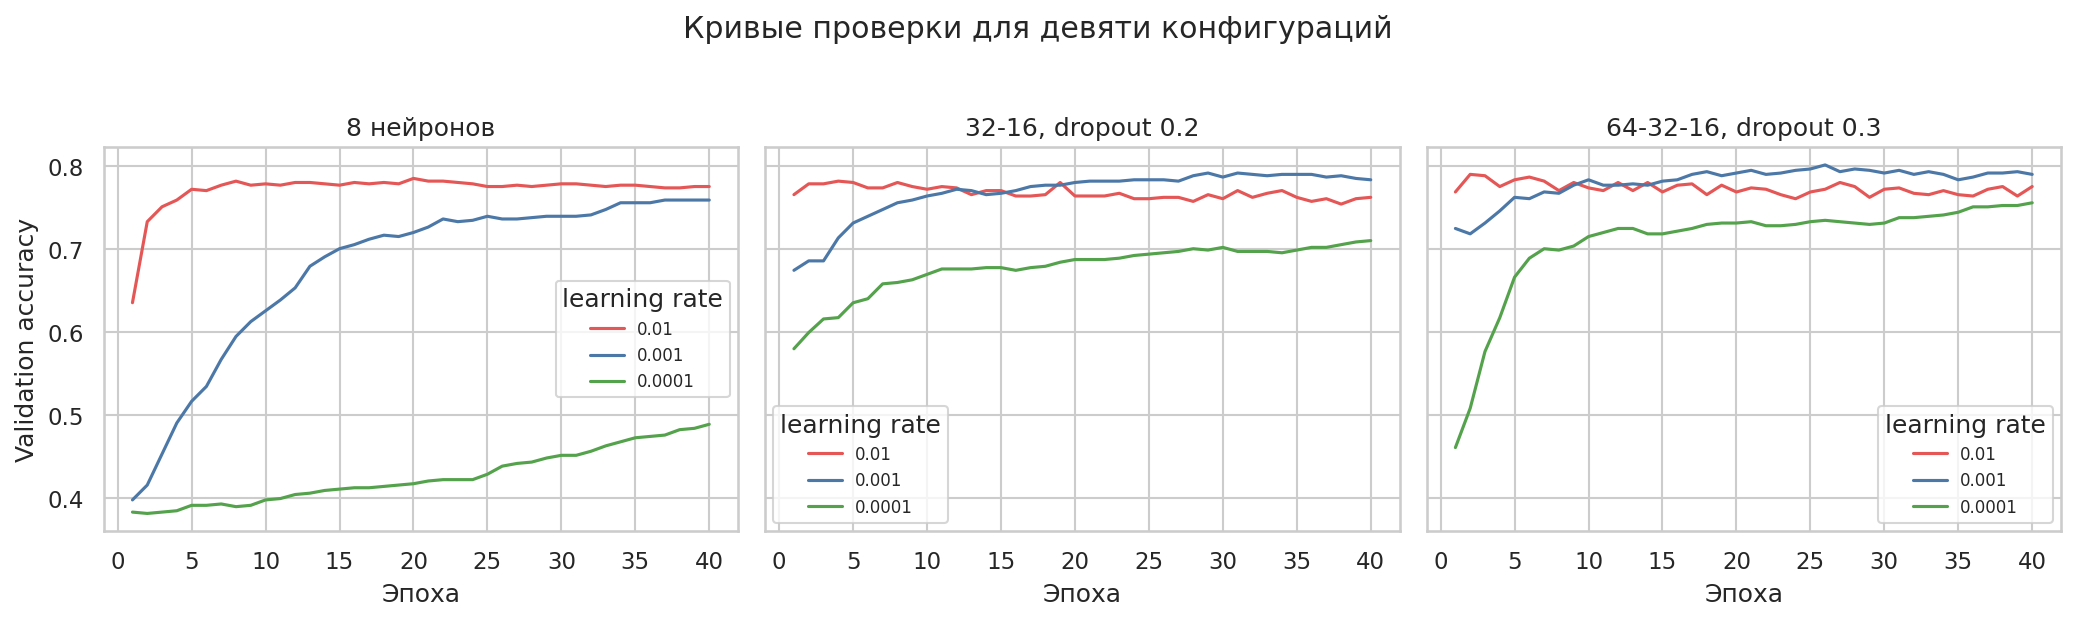 Кривые проверки для девяти конфигураций
8 нейронов
Validation accuracy
0.8
0.7
0.6
0.5
0.4
learning rate
0.01
0.001
0.0001
0 5 10 15 20 25 30 35 40
Эпоха
32-16, dropout 0.2
learning rate
0.01
0.001
0.0001
0 5 10 15 20 25 30 35 40
Эпоха
64-32-16, dropout 0.3
learning rate
0.01
0.001
0.0001
0 5 10 15 20 25 30 35 40
Эпоха